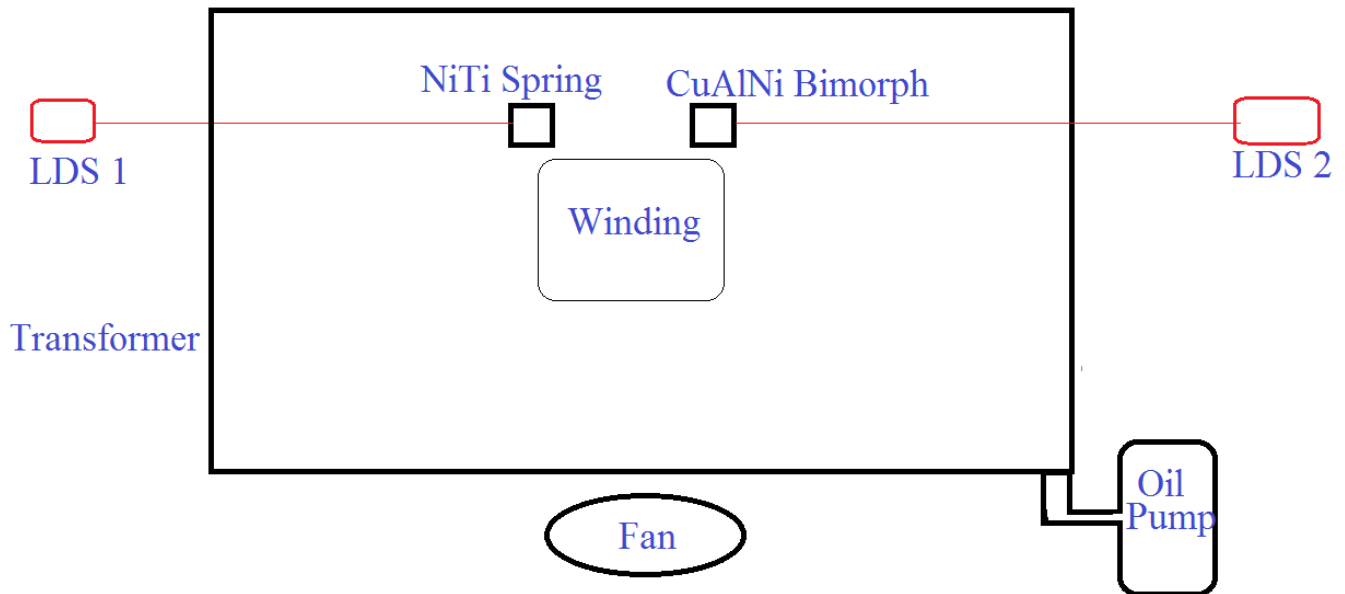 NiTi Spring
CuAlNi Bimorph
LDS 1
LDS 2
Winding
Transformer
Oil
Pump
Fan